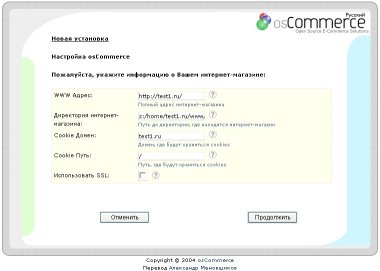 Русский
osCommerce
Open Source E-Commerce Solutions
Новая установка
Настройка osCommerce
Пожалуйста, укажите информацию о Вашем интернет-магазине:
WWW Адрес: http://test1.ru/ ?
Полный адрес интернет-магазина
Директория интернет-магазина: z:/home/test1.ru/www, ?
Путь до директории, где находится интернет-магазин
Cookie Домен: test1.ru ?
Домен, где будут храниться cookies
Cookie Путь: / ?
Путь, где будут храниться cookies
Использовать SSL: ?
Отменить Продолжить
Copyright © 2004 osCommerce
Перевод Александр Меновщиков